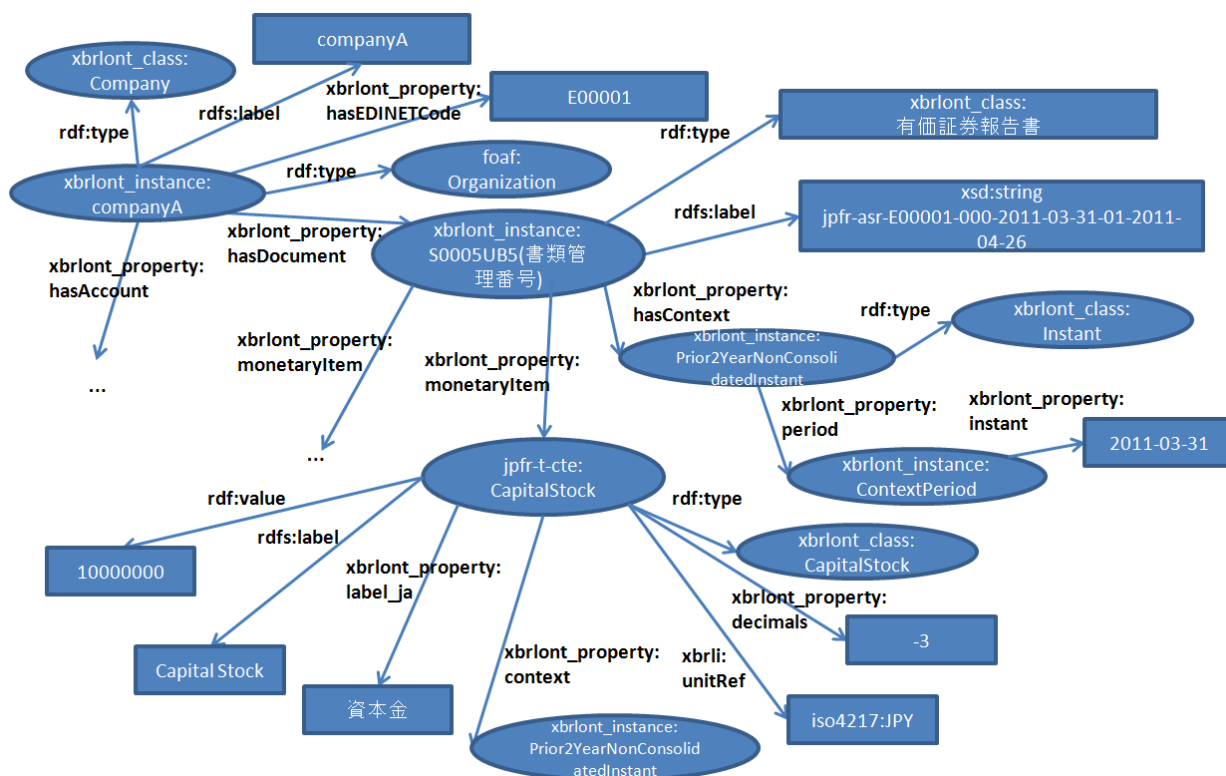 xbrlont_class:
Company
companyA
xbrlont_property:
hasEDINETCode
E00001
xbrlont_class:
有価証券報告書
rdfs:label
rdf:type
rdf:type
rdf:type
foaf:
Organization
xbrlont_instance:
companyA
xsd:string
jpfr-asr-E00001-000-2011-03-31-01-2011-
04-26
rdfs:label
xbrlont_property:
hasDocument
xbrlont_instance:
S0005UB5(書類管
理番号)
xbrlont_property:
hasAccount
...
xbrlont_property:
hasContext
xbrlont_class:
Instant
rdf:type
xbrlont_property:
monetaryItem
xbrlont_property:
monetaryItem
xbrlont_instance:
Prior2YearNonConsoli
datedInstant
xbrlont_property:
period
xbrlont_property:
instant
2011-03-31
...
jpfr-t-cte:
CapitalStock
xbrlont_instance:
ContextPeriod
rdf:value
rdf:type
rdfs:label
10000000
xbrlont_property:
label_ja
xbrlont_class:
CapitalStock
xbrlont_property:
decimals
-3
Capital Stock
xbrlont_property:
context
xbrli:
unitRef
資本金
iso4217:JPY
xbrlont_instance:
Prior2YearNonConsolid
atedInstant